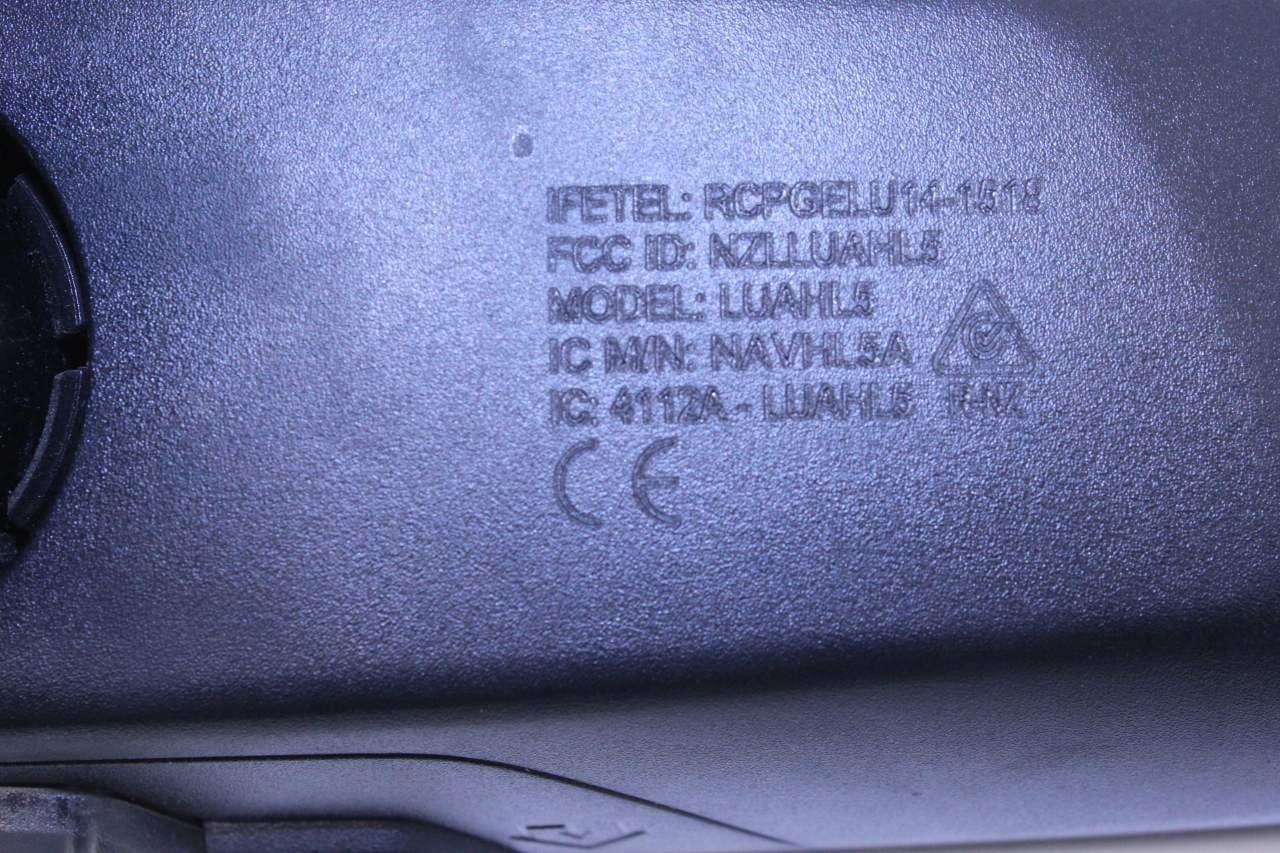 IFETEL: RCPGELU14-1518
FCC ID: NZLLUAHL5
MODEL: LUAHL5
IC M/N: NAVHL5A
IC: 4112A - LUAHL5 R-NZ
CE